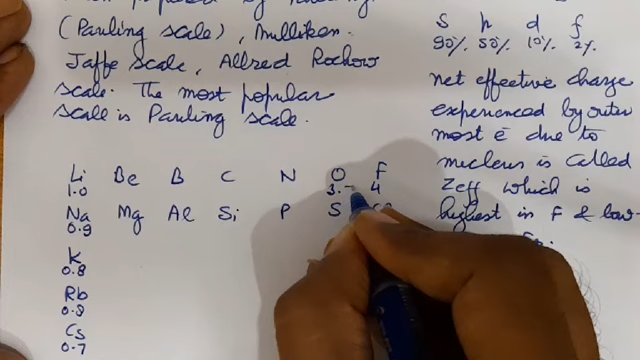 (Pauling scale), Mulliken.
Jaffe scale, Allred Rochow
scale. The most popular
scale is Pauling scale.
S p d f
90% 50% 10% 2%
net effective charge
experienced by outer
most e due to
nucleus is called
Zeff which is
highest in F & low-
Li Be B C N O F
1.0 3. 4
Na Mg Al Si P S
0.9
K
0.8
Rb
0.8
Cs
0.7